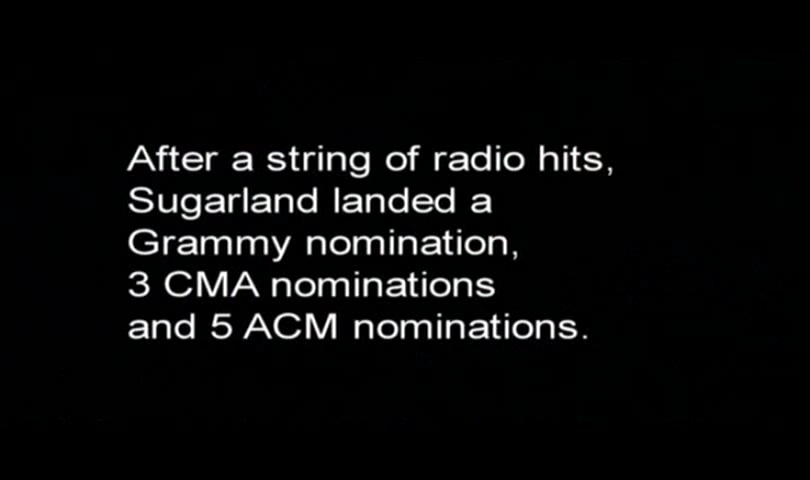 After a string of radio hits,
Sugarland landed a
Grammy nomination,
3 CMA nominations
and 5 ACM nominations.